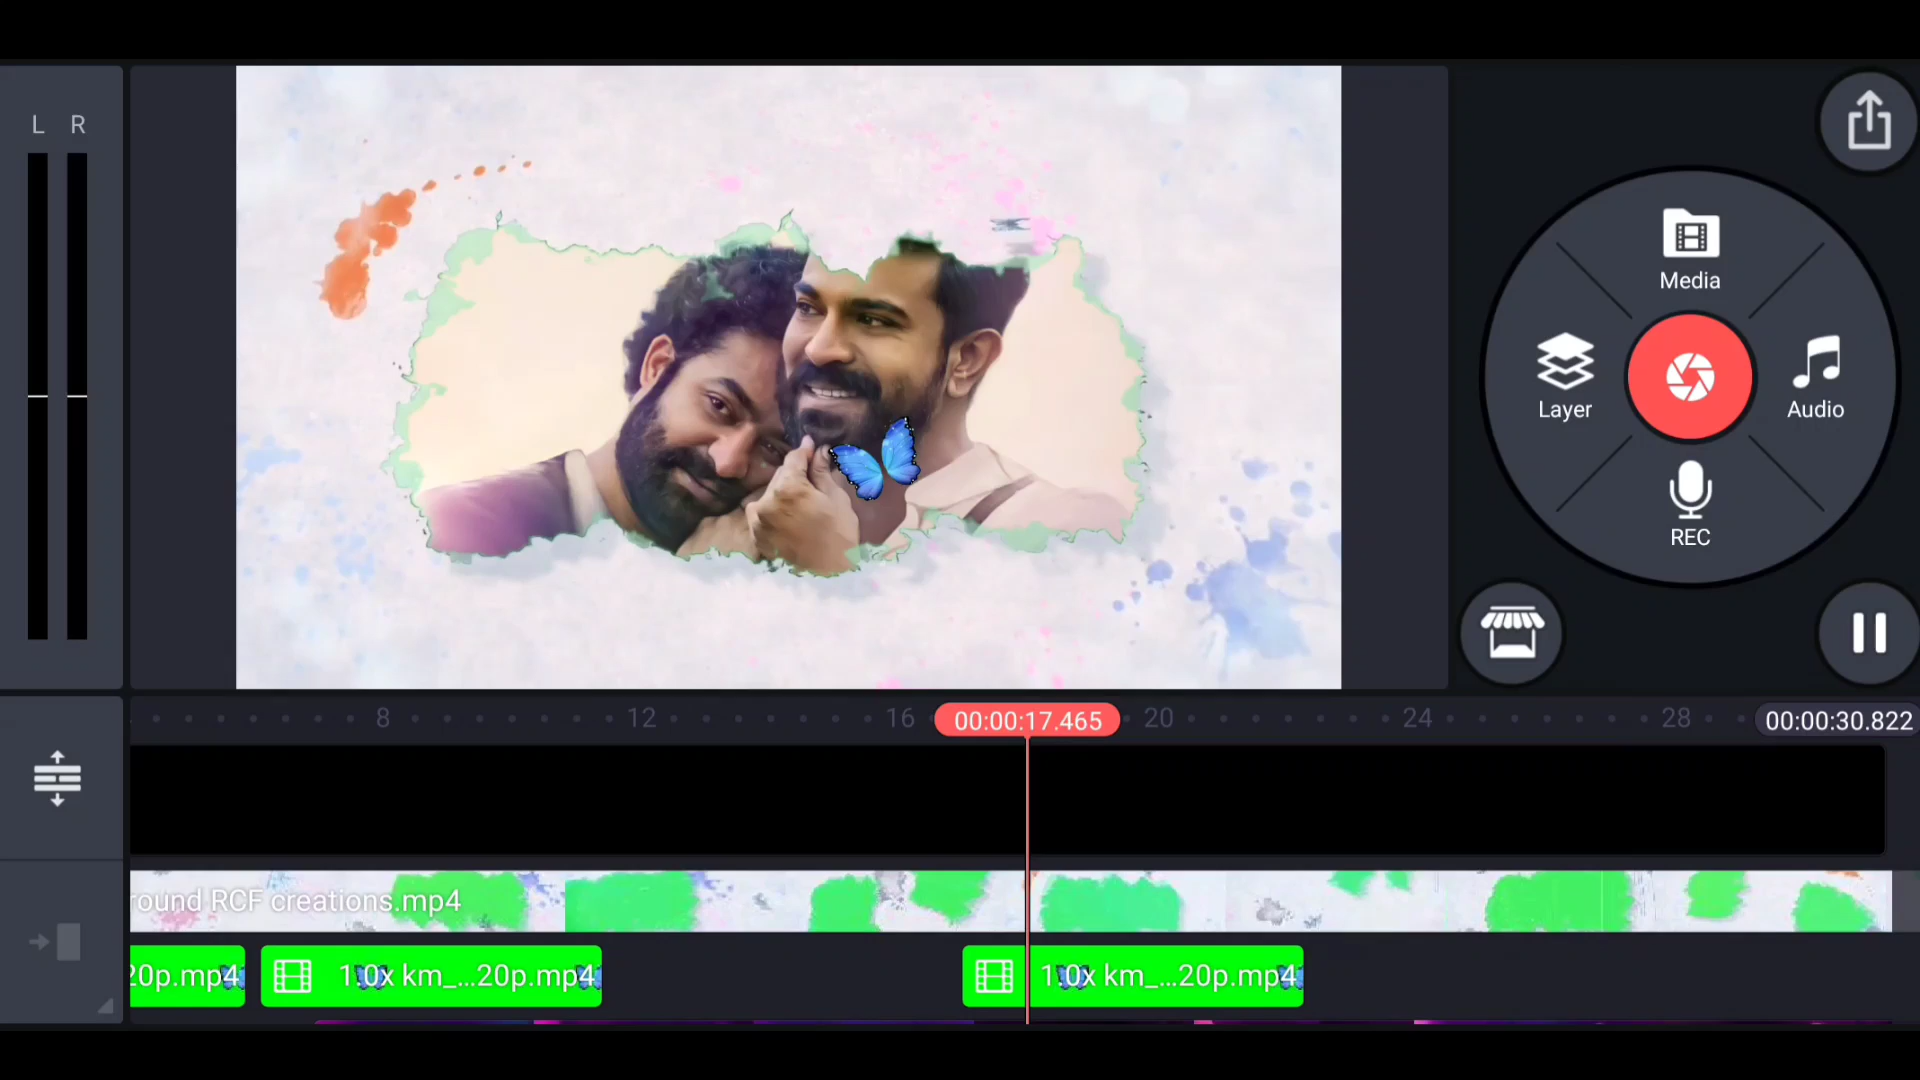 L R
Media
Layer
Audio
REC
8 12 16 00:00:17.465 20 24 28 00:00:30.822
round RCF creations.mp4
20p.mp4 1.0x km_...20p.mp4 1.0x km_...20p.mp4